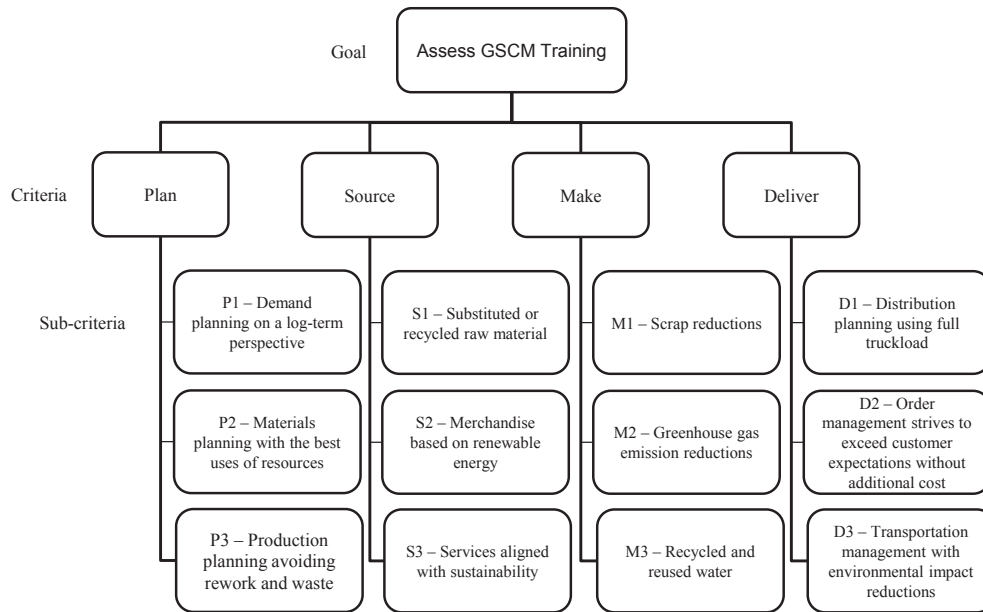 Goal
Assess GSCM Training
Criteria
Plan
Source
Make
Deliver
Sub-criteria
P1 – Demand
planning on a log-term
perspective
S1 – Substituted or
recycled raw material
M1 – Scrap reductions
D1 – Distribution
planning using full
truckload
P2 – Materials
planning with the best
uses of resources
S2 – Merchandise
based on renewable
energy
M2 – Greenhouse gas
emission reductions
D2 – Order
management strives to
exceed customer
expectations without
additional cost
P3 – Production
planning avoiding
rework and waste
S3 – Services aligned
with sustainability
M3 – Recycled and
reused water
D3 – Transportation
management with
environmental impact
reductions